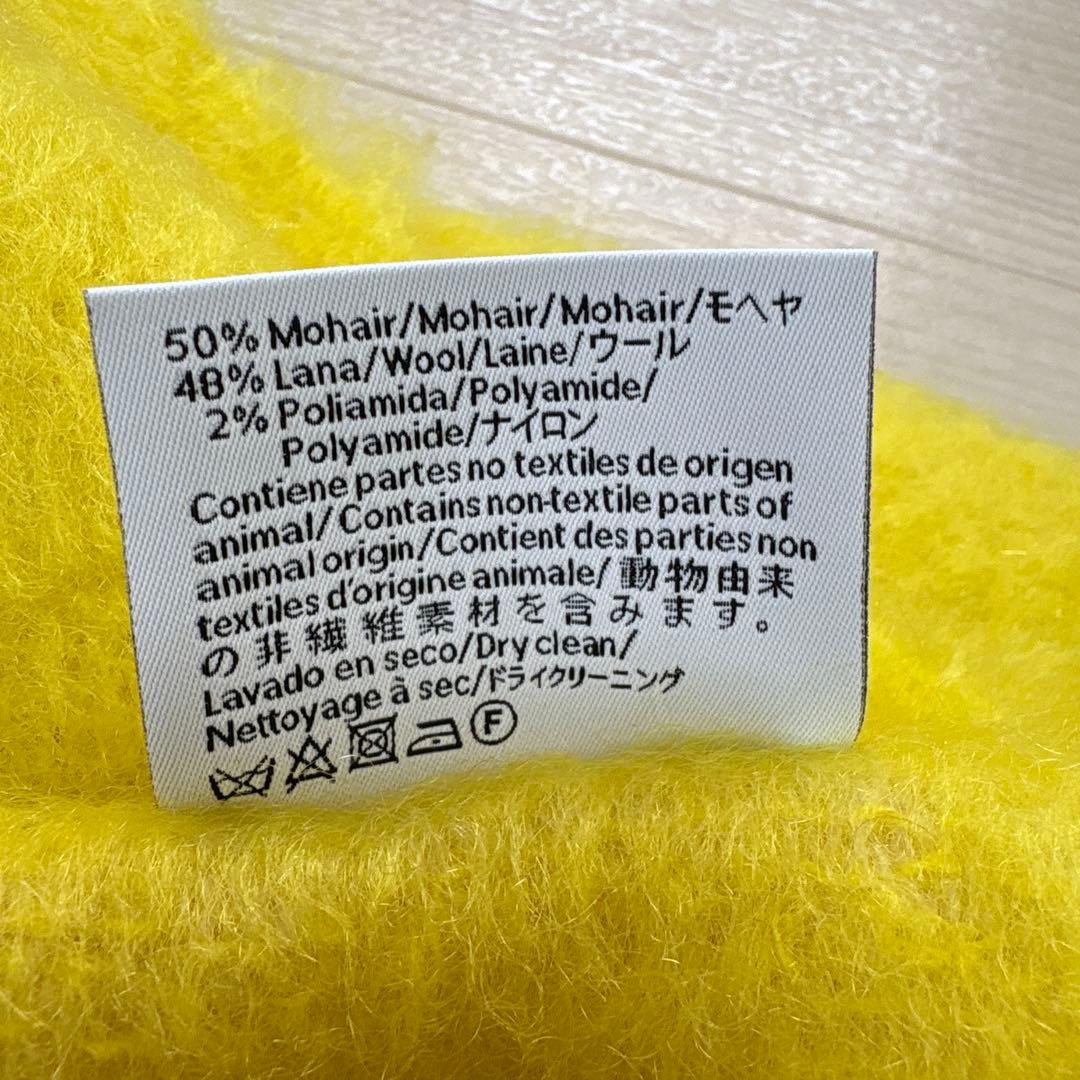 50% Mohair/Mohair/Mohair/モヘヤ
48% Lana/Wool/Laine/ウール
2% Poliamida/Polyamide/
Polyamide/ナイロン
Contiene partes no textiles de origen
animal/Contains non-textile parts of
animal origin/Contient des parties non
textiles d'origine animale/動物由来
の非繊維素材を含みます。
Lavado en seco/Dry clean/
Nettoyage à sec/ドライクリーニング
F